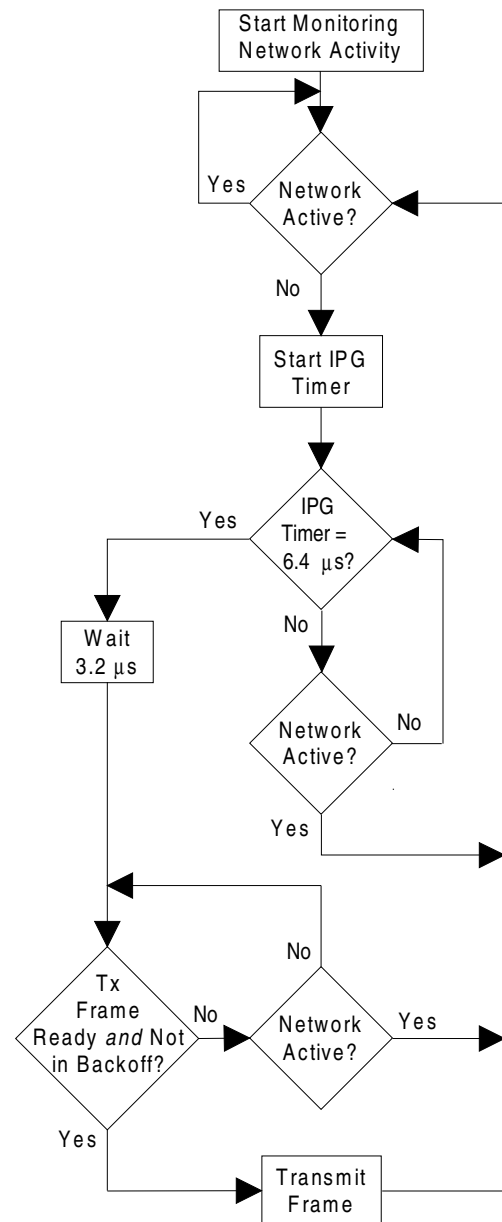 Start Monitoring
Network Activity
Yes
Network
Active?
No
Start IPG
Timer
Yes
IPG
Timer =
6.4 μs?
No
Wait
3.2 μs
Network
Active?
No
Yes
No
Tx
Frame
Ready and Not
in Backoff?
No
Network
Active?
Yes
Yes
Transmit
Frame